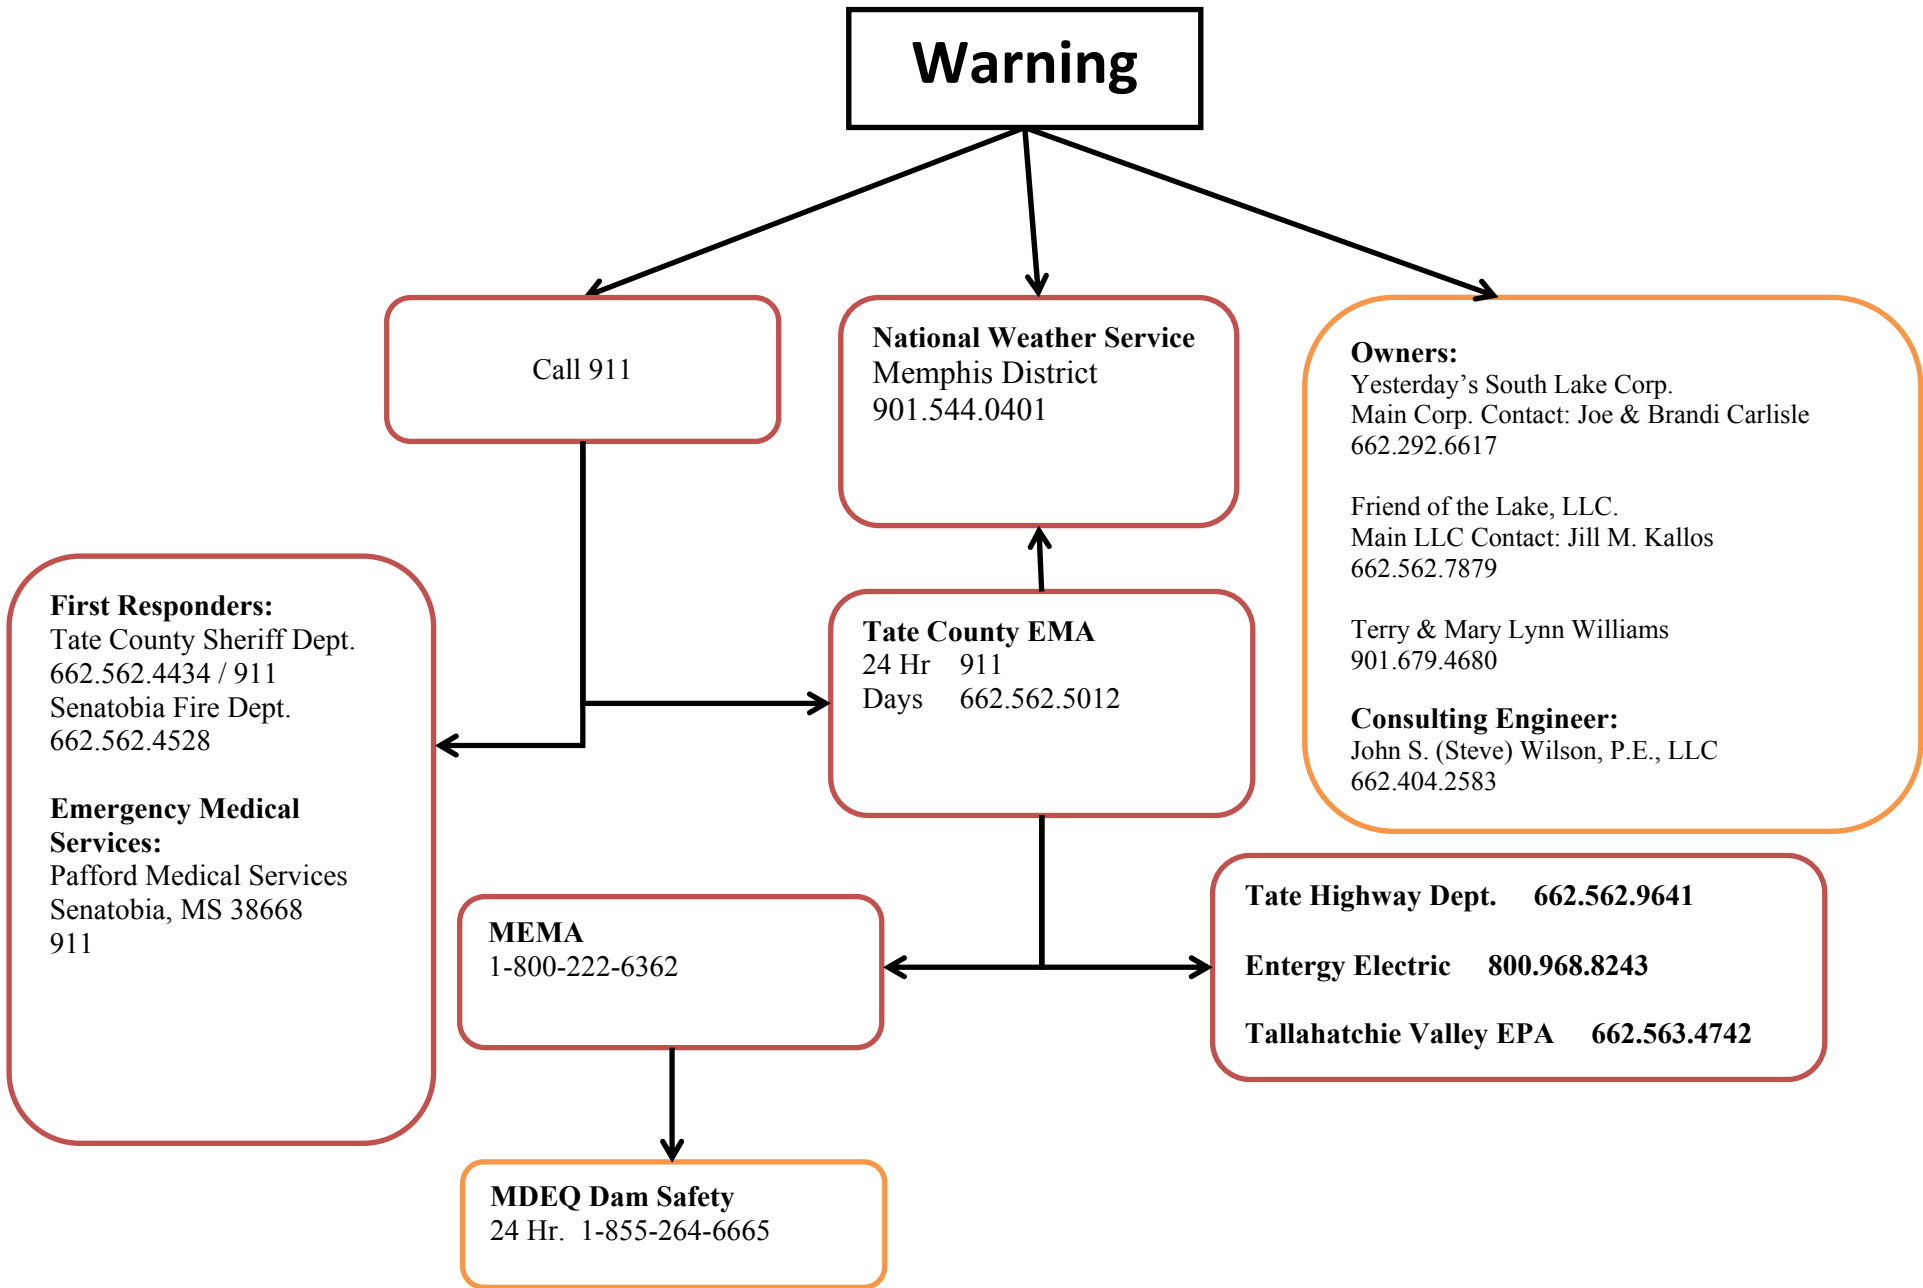 Warning
Call 911
National Weather Service
Memphis District
901.544.0401
Owners:
Yesterday’s South Lake Corp.
Main Corp. Contact: Joe & Brandi Carlisle
662.292.6617
Friend of the Lake, LLC.
Main LLC Contact: Jill M. Kallos
662.562.7879
Terry & Mary Lynn Williams
901.679.4680
Consulting Engineer:
John S. (Steve) Wilson, P.E., LLC
662.404.2583
First Responders:
Tate County Sheriff Dept.
662.562.4434 / 911
Senatobia Fire Dept.
662.562.4528
Emergency Medical
Services:
Pafford Medical Services
Senatobia, MS 38668
911
Tate County EMA
24 Hr 911
Days 662.562.5012
MEMA
1-800-222-6362
Tate Highway Dept. 662.562.9641
Entergy Electric 800.968.8243
Tallahatchie Valley EPA 662.563.4742
MDEQ Dam Safety
24 Hr. 1-855-264-6665